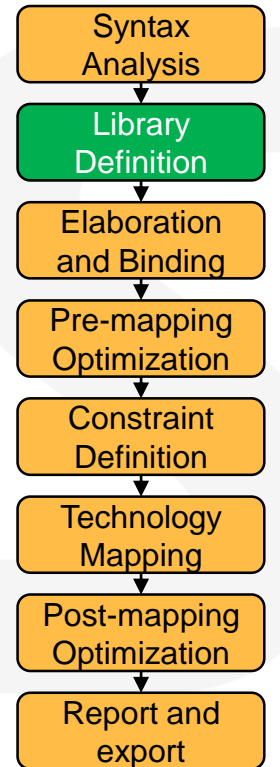 Syntax
Analysis
Library
Definition
Elaboration
and Binding
Pre-mapping
Optimization
Constraint
Definition
Technology
Mapping
Post-mapping
Optimization
Report and
export